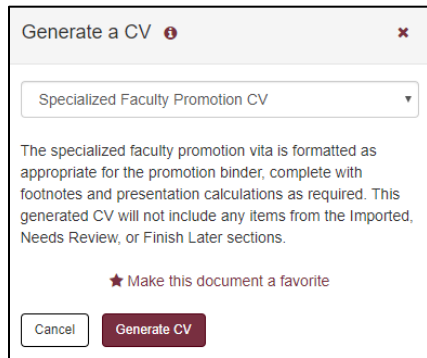 Generate a CV
Specialized Faculty Promotion CV
The specialized faculty promotion vita is formatted as
appropriate for the promotion binder, complete with
footnotes and presentation calculations as required. This
generated CV will not include any items from the Imported,
Needs Review, or Finish Later sections.
Make this document a favorite
Cancel Generate CV